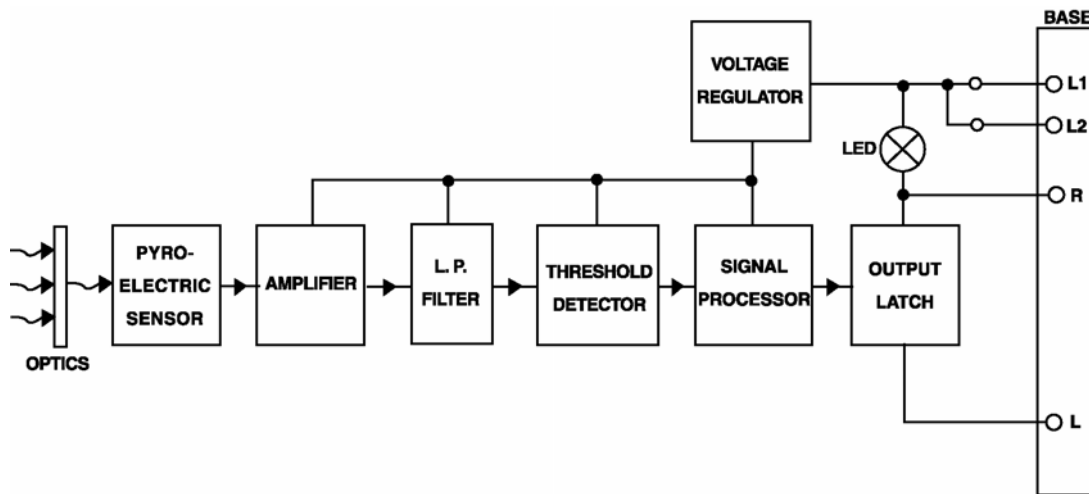 BASE
VOLTAGE
REGULATOR
L1
L2
LED
R
PYRO-
ELECTRIC
SENSOR
AMPLIFIER
L. P.
FILTER
THRESHOLD
DETECTOR
SIGNAL
PROCESSOR
OUTPUT
LATCH
OPTICS
L